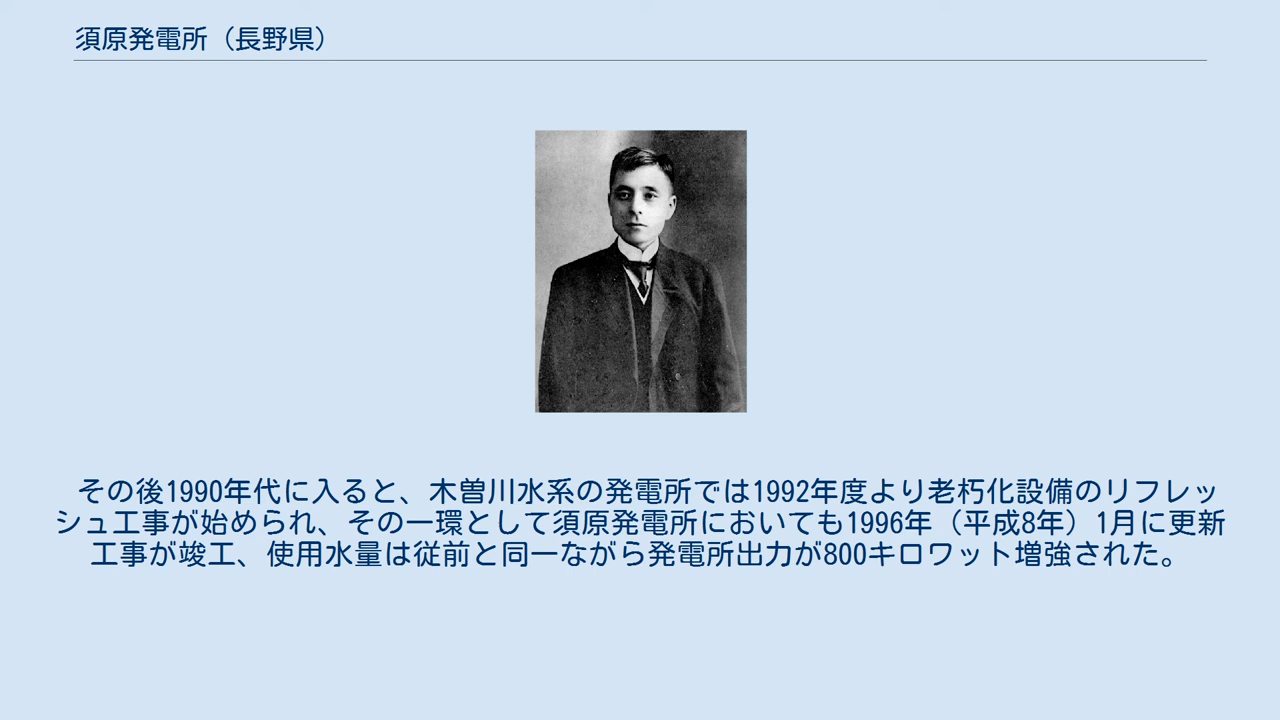 須原発電所（長野県）
その後1990年代に入ると、木曽川水系の発電所では1992年度より老朽化設備のリフレッ
シュ工事が始められ、その一環として須原発電所においても1996年（平成8年）1月に更新
工事が竣工、使用水量は従前と同一ながら発電所出力が800キロワット増強された。